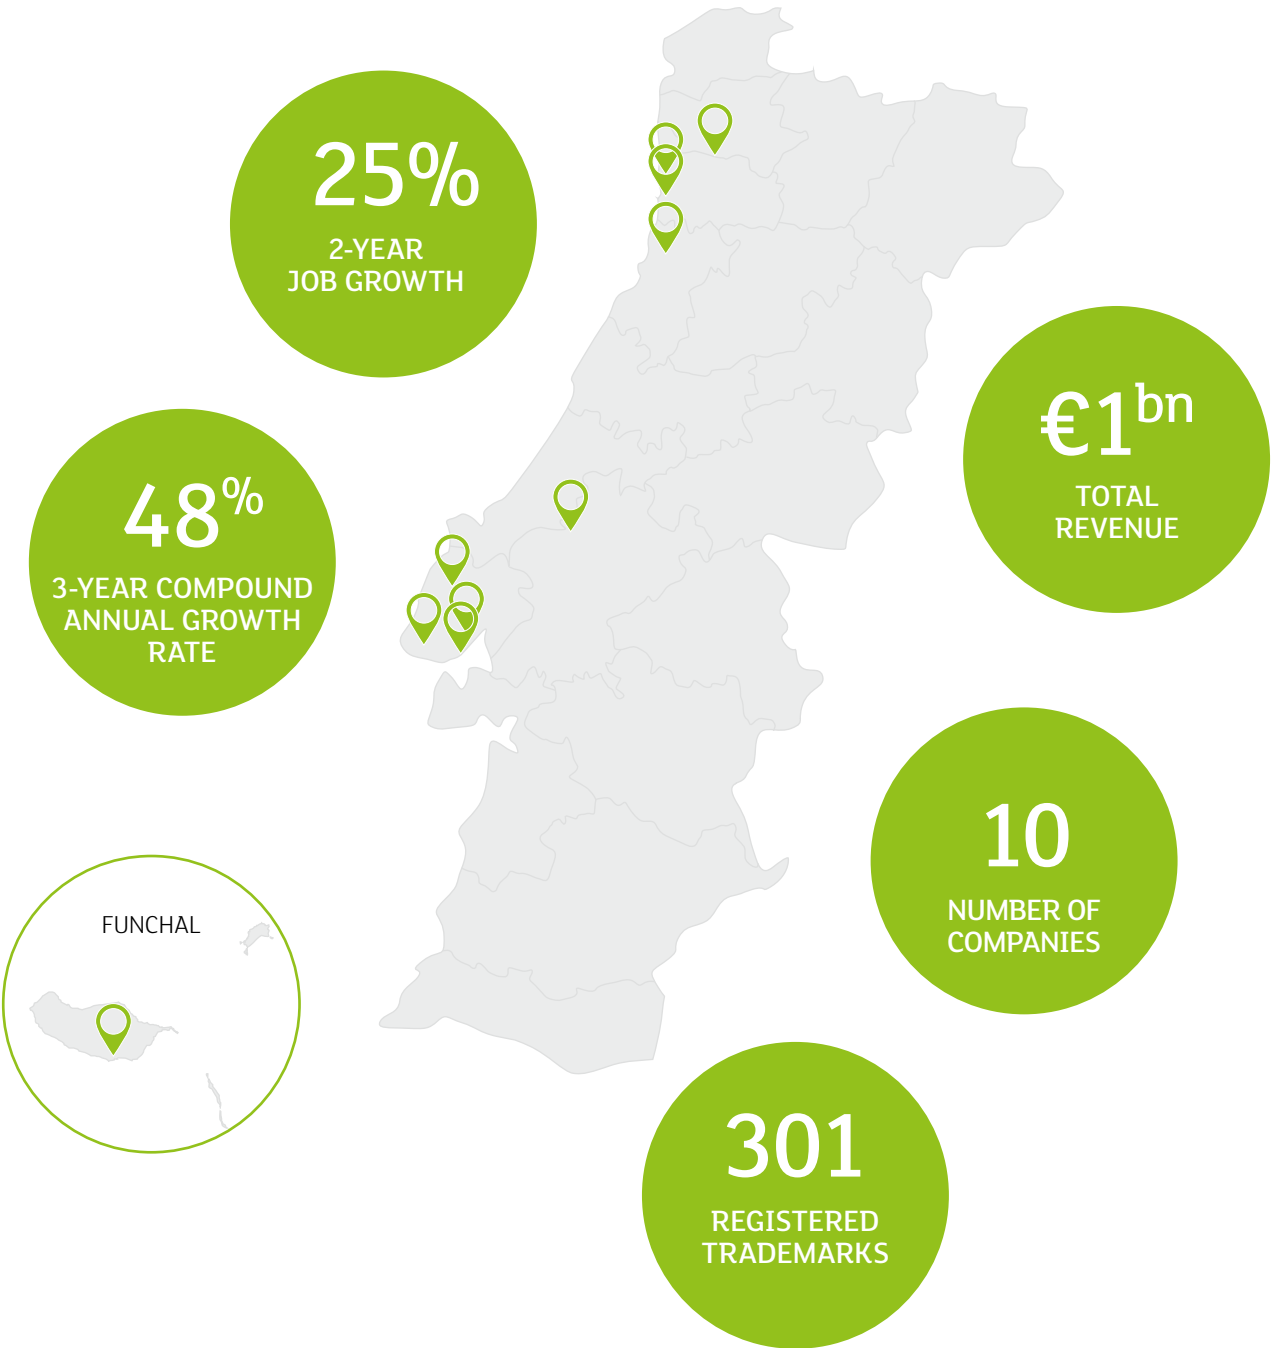 25%
2-YEAR
JOB GROWTH
€1bn
TOTAL
REVENUE
48%
3-YEAR COMPOUND
ANNUAL GROWTH
RATE
10
NUMBER OF
COMPANIES
FUNCHAL
301
REGISTERED
TRADEMARKS